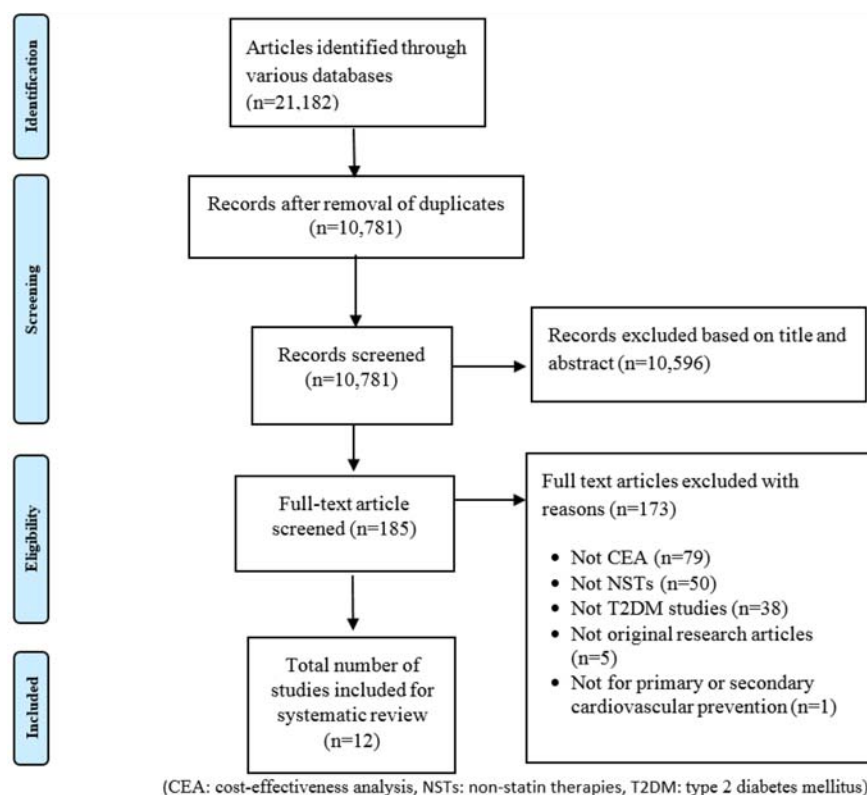 Identification
Articles identified through
various databases
(n=21,182)
Screening
Records after removal of duplicates
(n=10,781)
Records screened
(n=10,781)
Records excluded based on title and
abstract (n=10,596)
Eligibility
Full-text article
screened (n=185)
Full text articles excluded with
reasons (n=173)
• Not CEA (n=79)
• Not NSTs (n=50)
• Not T2DM studies (n=38)
• Not original research articles
(n=5)
• Not for primary or secondary
cardiovascular prevention (n=1)
Included
Total number of
studies included for
systematic review
(n=12)
(CEA: cost-effectiveness analysis, NSTs: non-statin therapies, T2DM: type 2 diabetes mellitus)